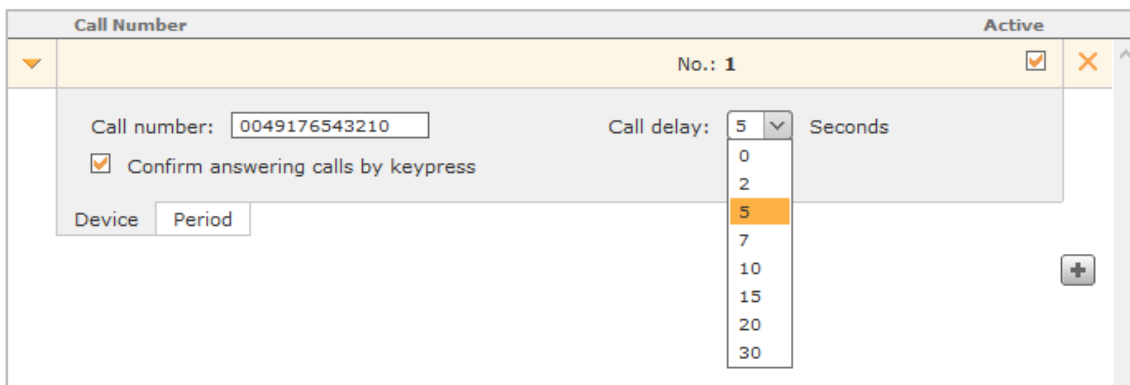 Call Number Active
No.: 1
Call number: 0049176543210 Call delay: 5 Seconds
Confirm answering calls by keypress
0
2
5
7
10
15
20
30
Device Period